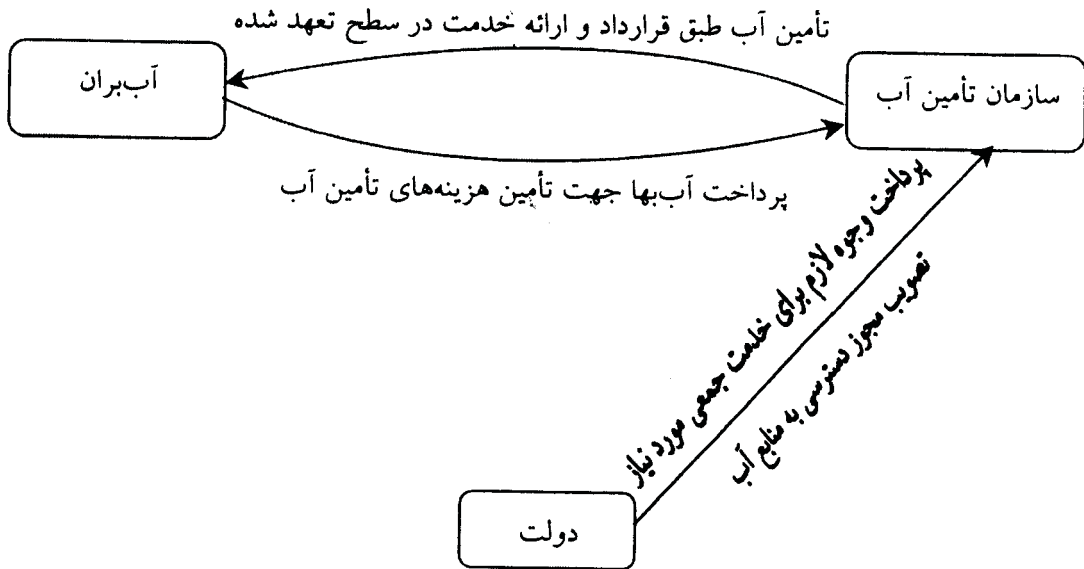 تأمین آب طبق قرارداد و ارائه خدمت در سطح تعهد شده
سازمان تأمین آب
آب‌بران
پرداخت آب‌بها جهت تأمین هزینه‌های تأمین آب
پرداخت وجوه لازم برای خدمت جمعی مورد نیاز
تصویب مجوز دسترسی به منابع آب
دولت